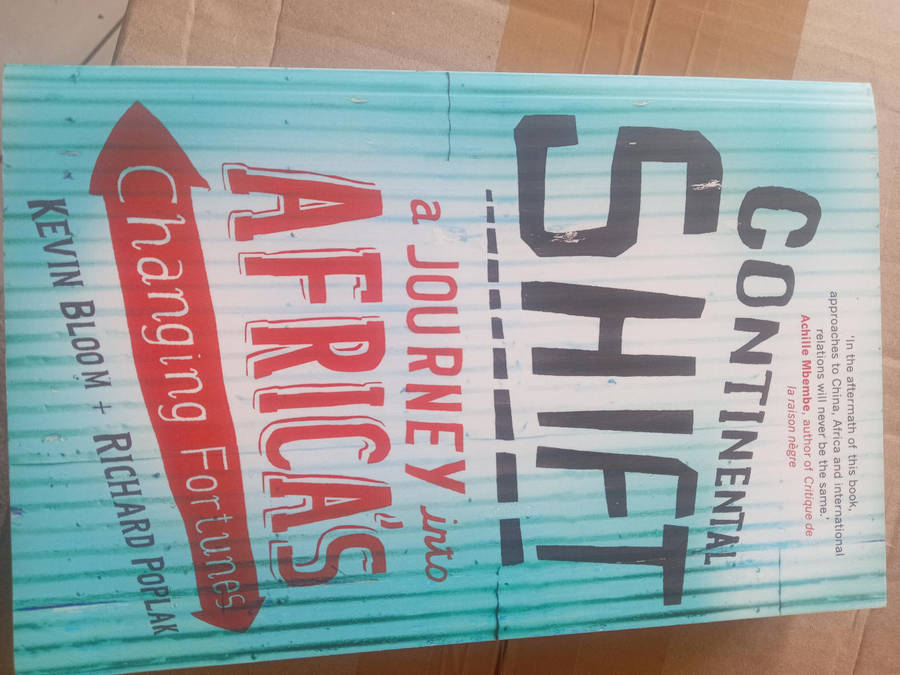 'In the aftermath of this book,
approaches to China, Africa and international
relations will never be the same.'
Achille Mbembe, author of Critique de
la raison nègre
CONTINENTAL
SHIFT
a JOURNEY into
AFRICA'S
Changing Fortunes
KEVIN BLOOM + RICHARD POPLAK